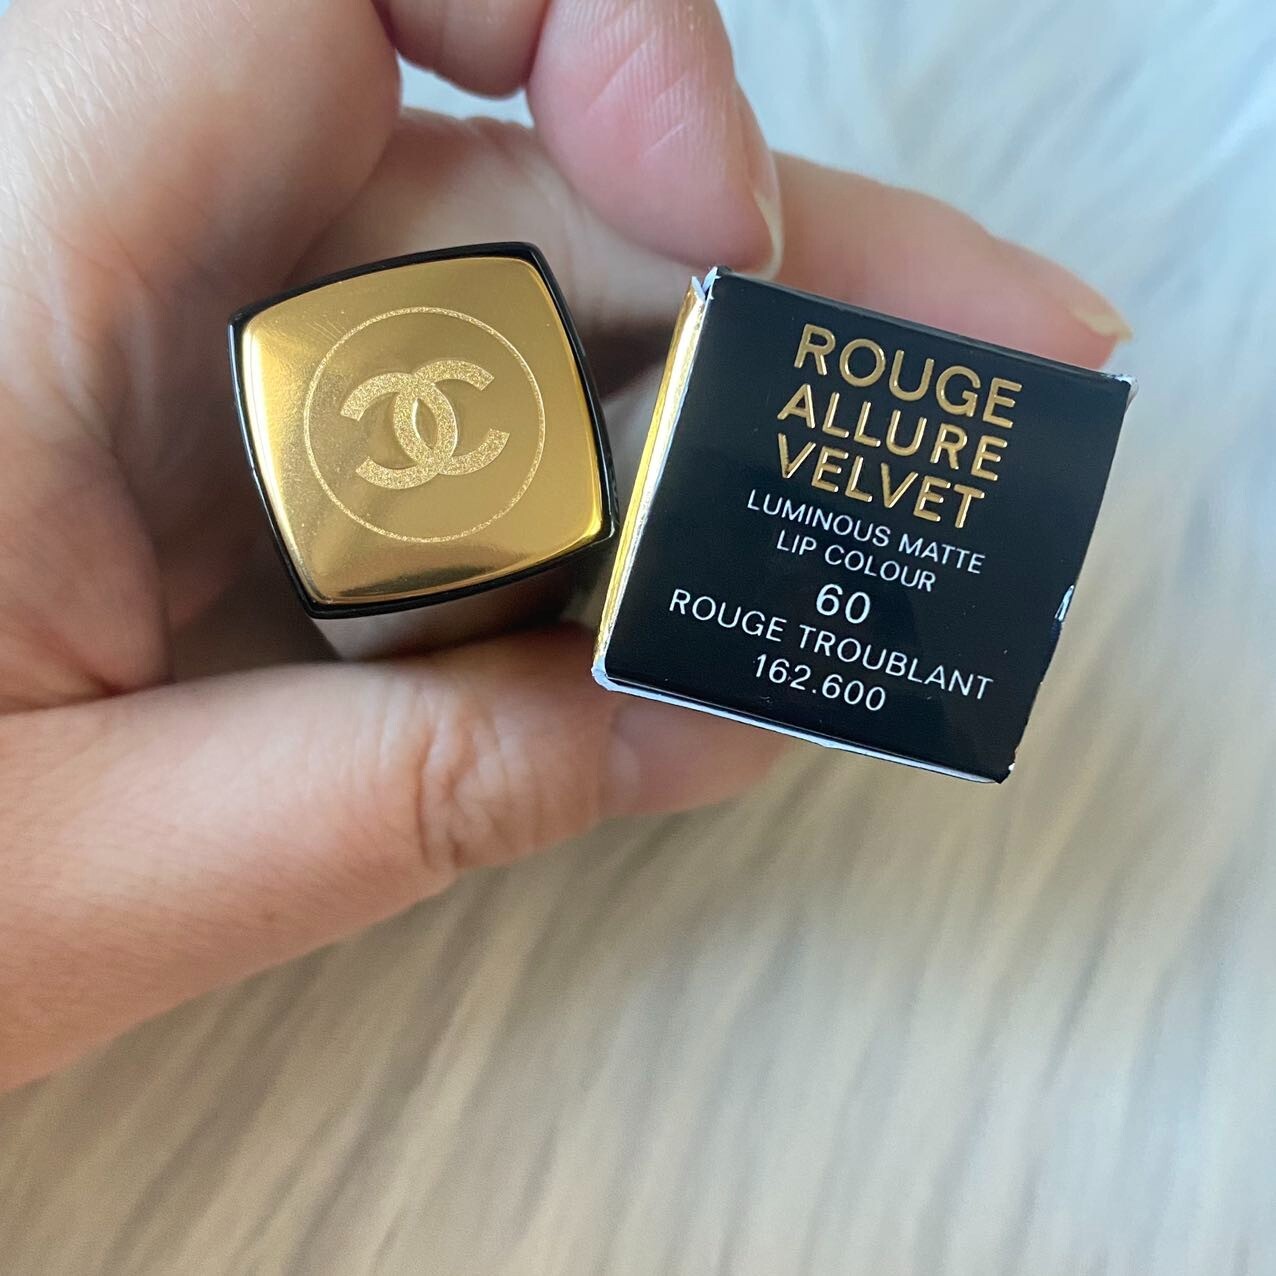 ROUGE
ALLURE
VELVET
LUMINOUS MATTE
LIP COLOUR
60
ROUGE TROUBLANT
162.600